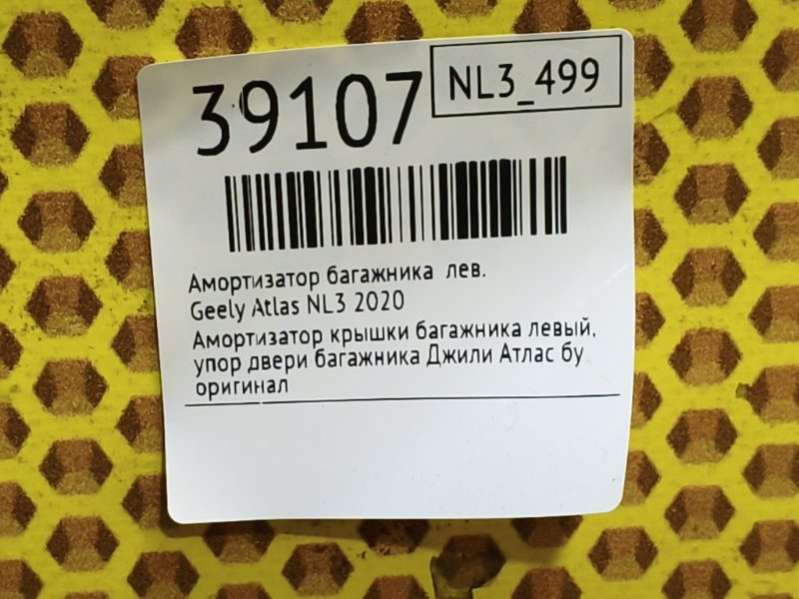 39107
NL3_499
Амортизатор багажника лев.
Geely Atlas NL3 2020
Амортизатор крышки багажника левый,
упор двери багажника Джили Атлас бу
оригинал